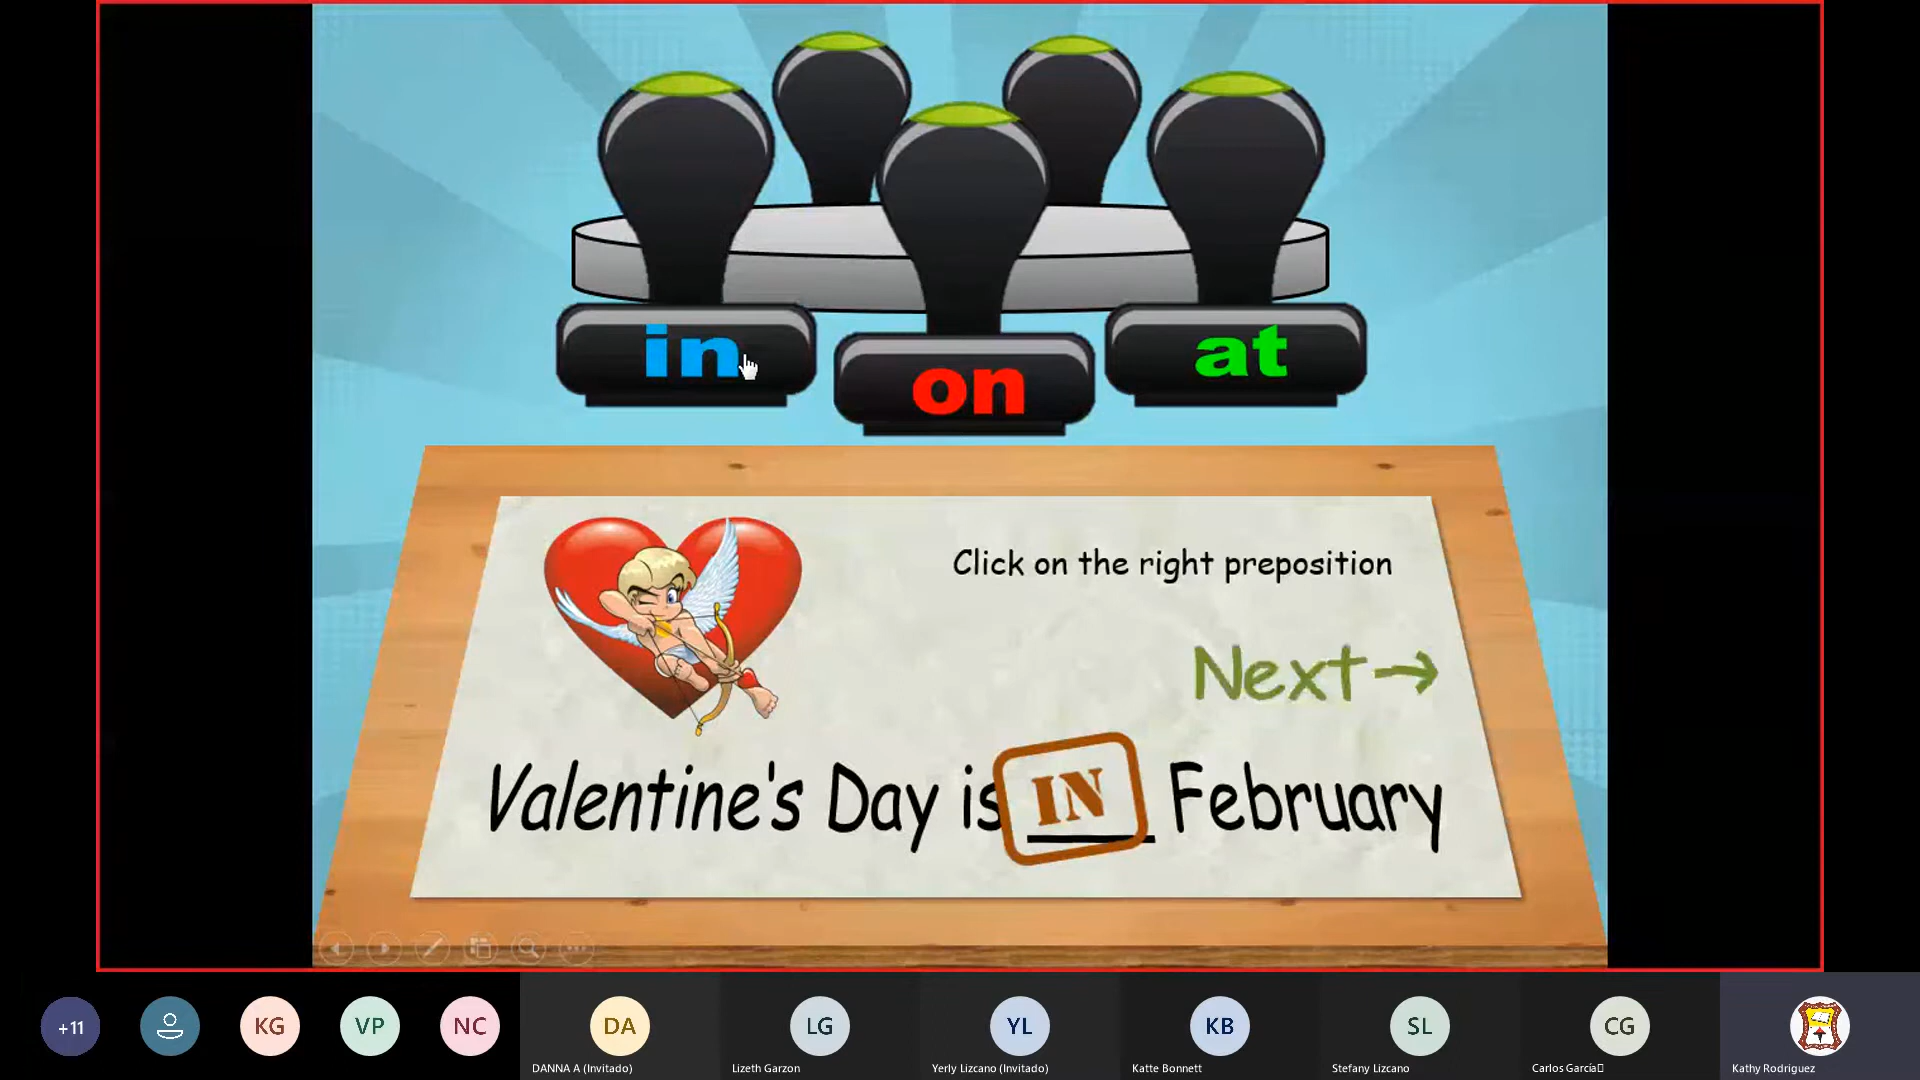 in
on
at
Click on the right preposition
Next→
Valentine's Day is IN February
+11
KG
VP
NC
DA
LG
YL
KB
SL
CG
DANNA A (Invitado)
Lizeth Garzon
Yerly Lizcano (Invitado)
Katte Bonnett
Stefany Lizcano
Carlos García
Kathy Rodriguez